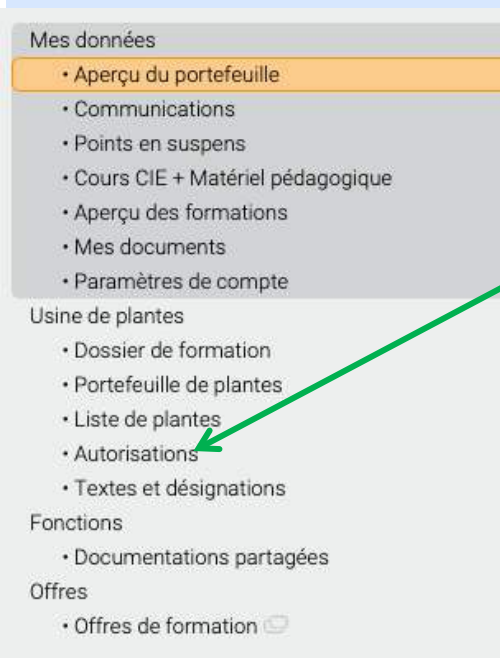 Mes données
• Aperçu du portefeuille
• Communications
• Points en suspens
• Cours CIE + Matériel pédagogique
• Aperçu des formations
• Mes documents
• Paramètres de compte
Usine de plantes
• Dossier de formation
• Portefeuille de plantes
• Liste de plantes
• Autorisations
• Textes et désignations
Fonctions
• Documentations partagées
Offres
• Offres de formation